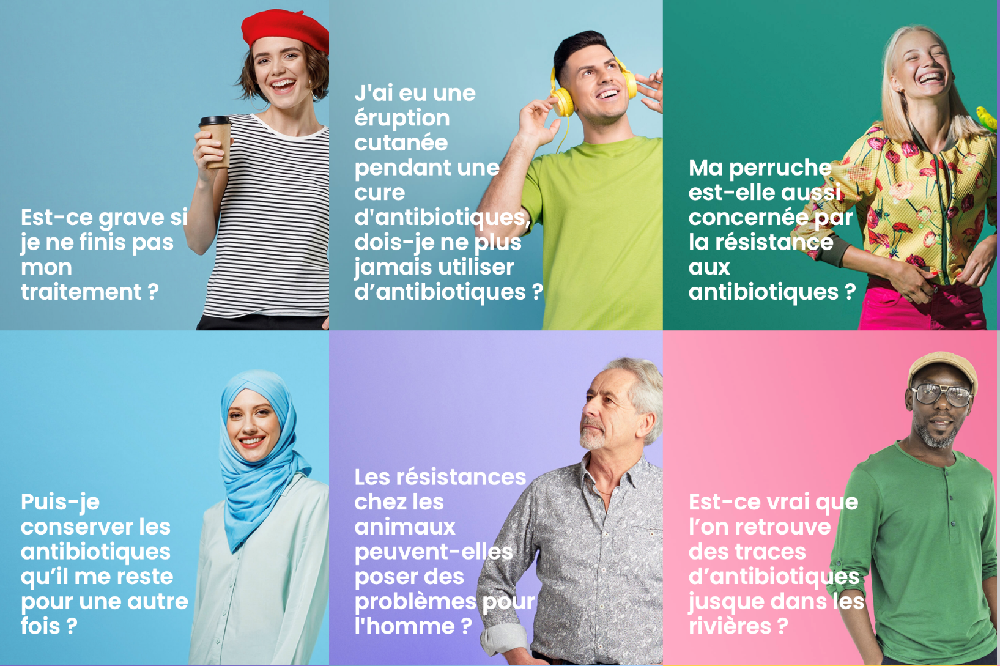 Est-ce grave si
je ne finis pas
mon
traitement ?
J'ai eu une
éruption
cutanée
pendant une
cure
d'antibiotiques,
dois-je ne plus
jamais utiliser
d’antibiotiques ?
Ma perruche
est-elle aussi
concernée par
la résistance
aux
antibiotiques ?
Puis-je
conserver les
antibiotiques
qu’il me reste
pour une autre
fois ?
Les résistances
chez les
animaux
peuvent-elles
poser des
problèmes pour
l'homme ?
Est-ce vrai que
l’on retrouve
des traces
d’antibiotiques
jusque dans les
rivières ?